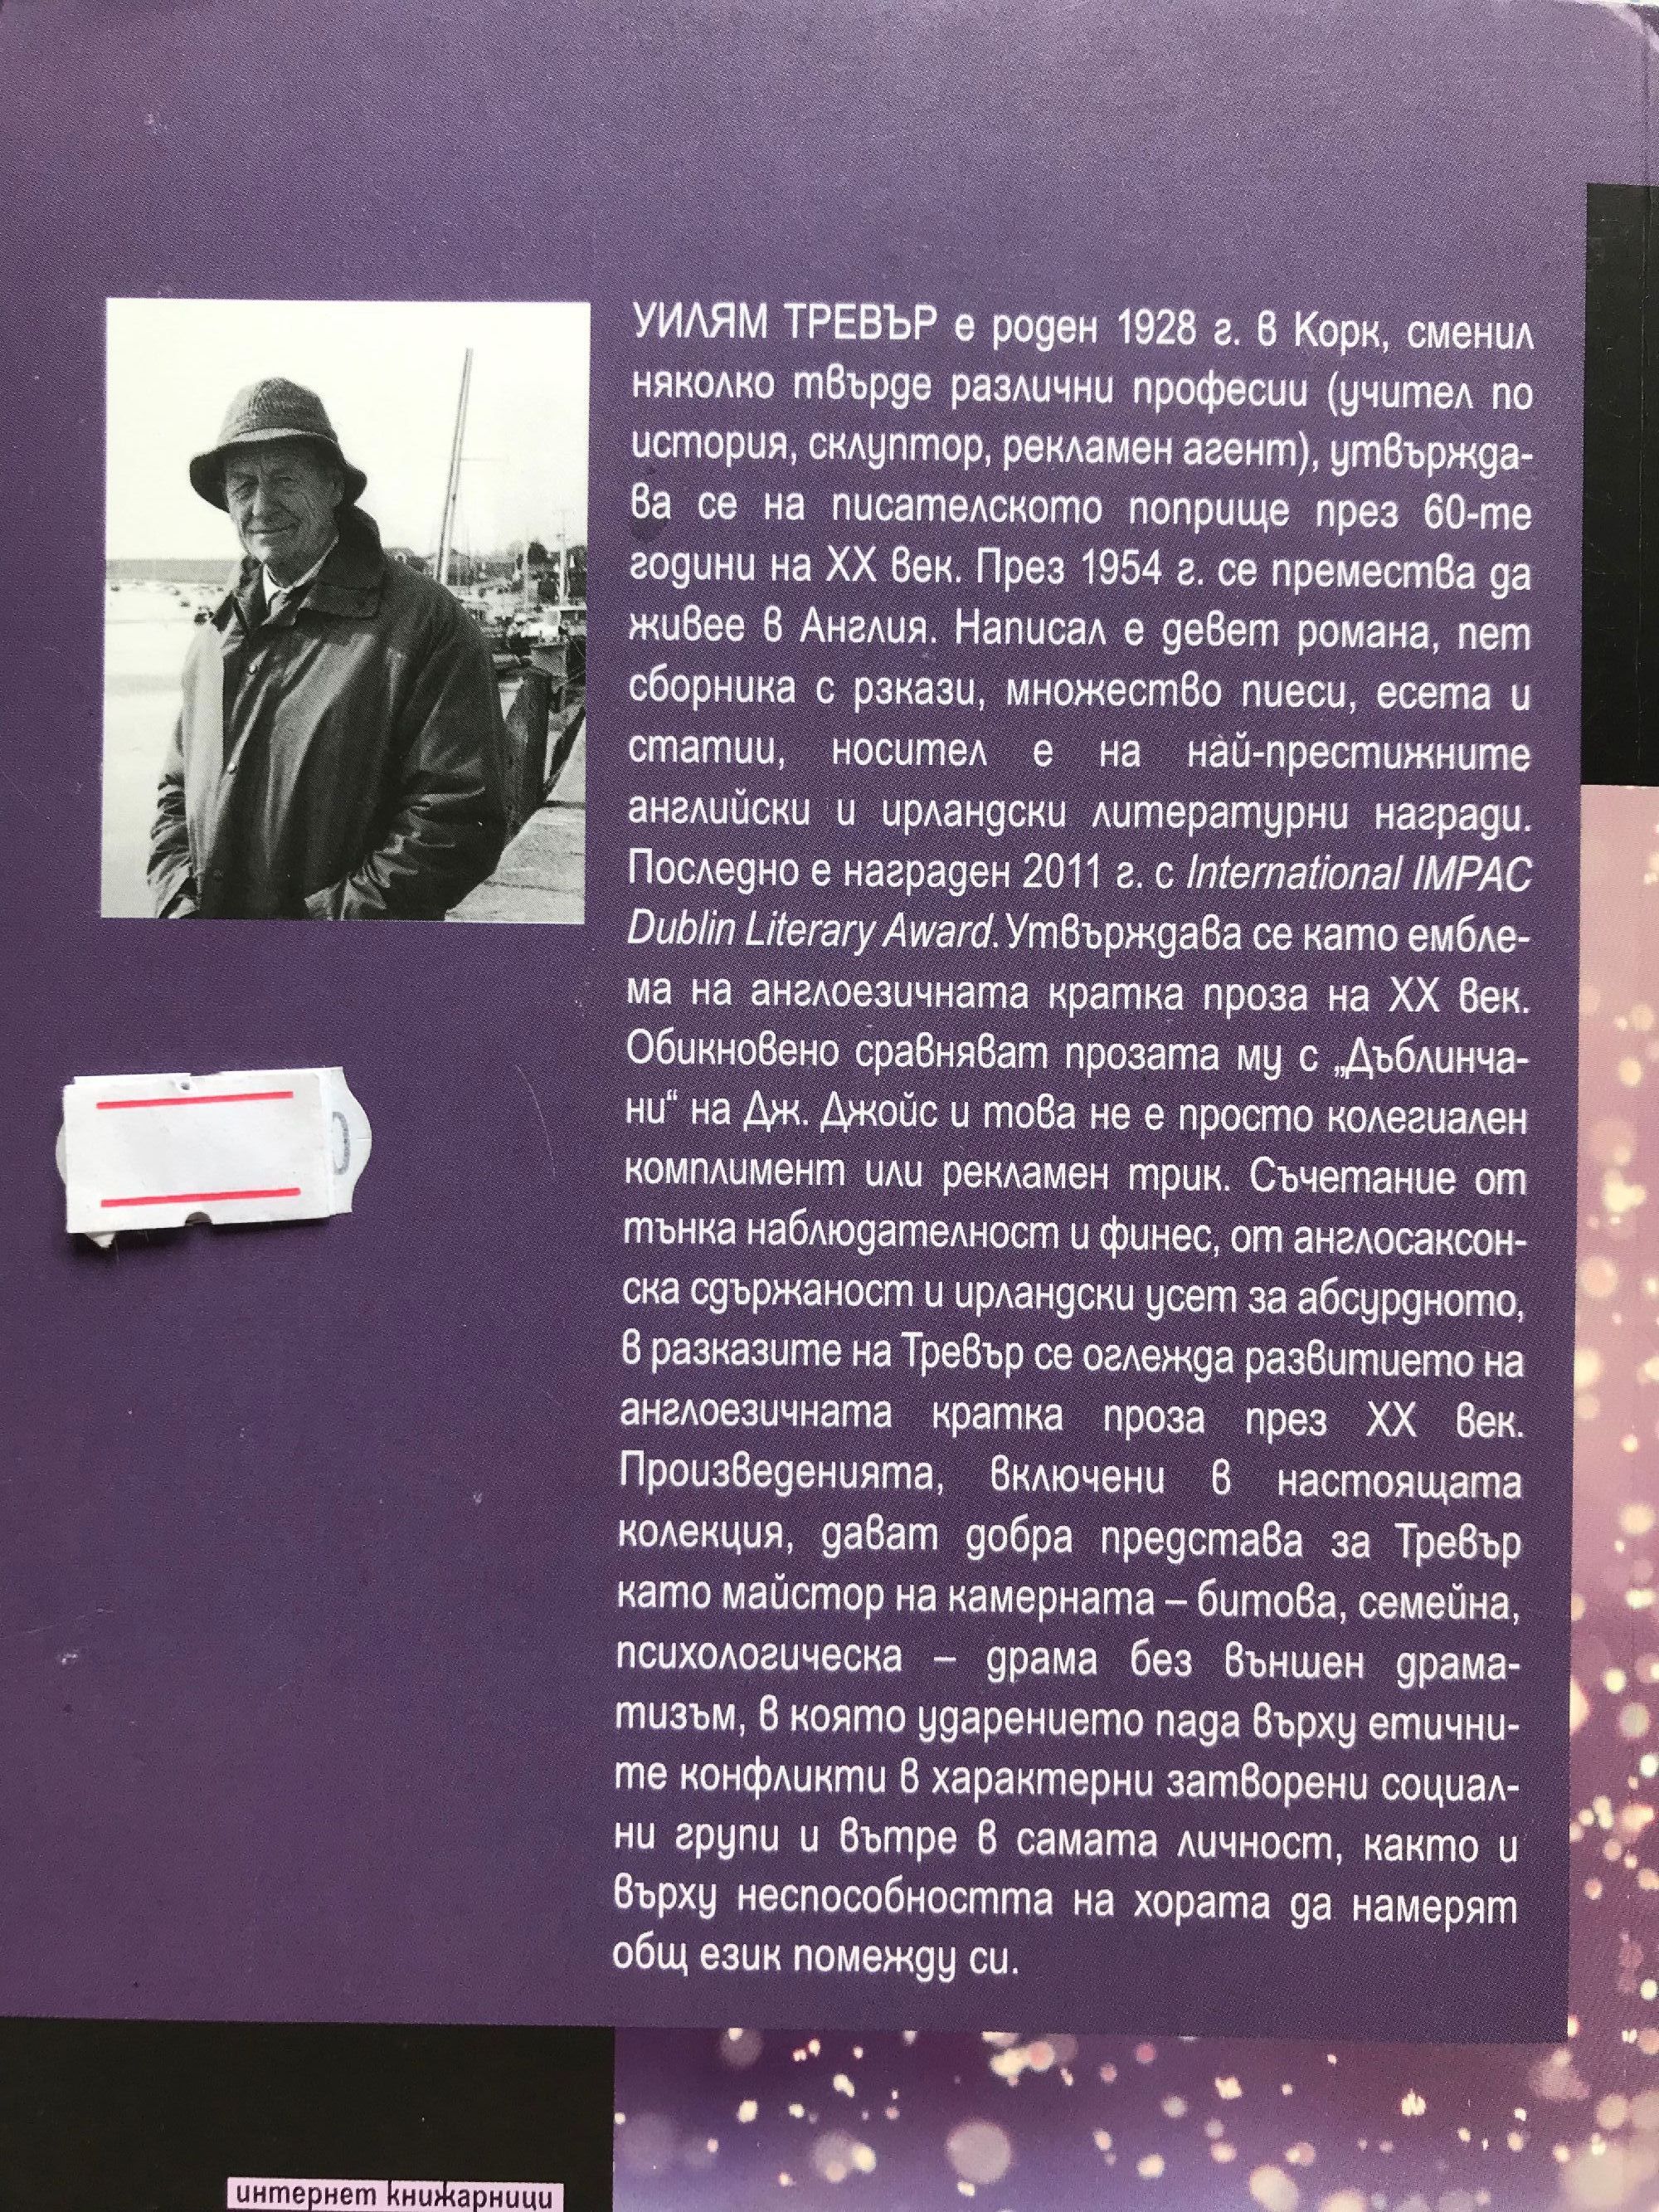 УИЛЯМ ТРЕВЪР е роден 1928 г. в Корк, сменил
няколко твърде различни професии (учител по
история, склуптор, рекламен агент), утвържда-
ва се на писателското поприще през 60-те
години на XX век. През 1954 г. се премества да
живее в Англия. Написал е девет романа, пет
сборника с рзкази, множество пиеси, есета и
статии, носител е на най-престижните
английски и ирландски литературни награди.
Последно е награден 2011 г. с International IMPAC
Dublin Literary Award. Утвърждава се катоембле-
ма на англоезичната кратка проза на XX век.
Обикновено сравняват прозата му с „Дъблинча-
ни“ на Дж. Джойс и това не е просто колегиален
комплимент или рекламен трик. Съчетание от
тънка наблюдателност и финес, от англосаксон-
ска сдържаност и ирландски усет за абсурдното,
в разказите на Тревър се оглежда развитието на
англоезичната кратка проза през XX век.
Произведенията, включени в настоящата
колекция, дават добра представа за Тревър
като майстор на камерната – битова, семейна,
психологическа – драма без външен драма-
тизъм, в която ударението пада върху етични-
те конфликти в характерни затворени социал-
ни групи и вътре в самата личност, както и
върху неспособността на хората да намерят
общ език помежду си.
интернет книжарници